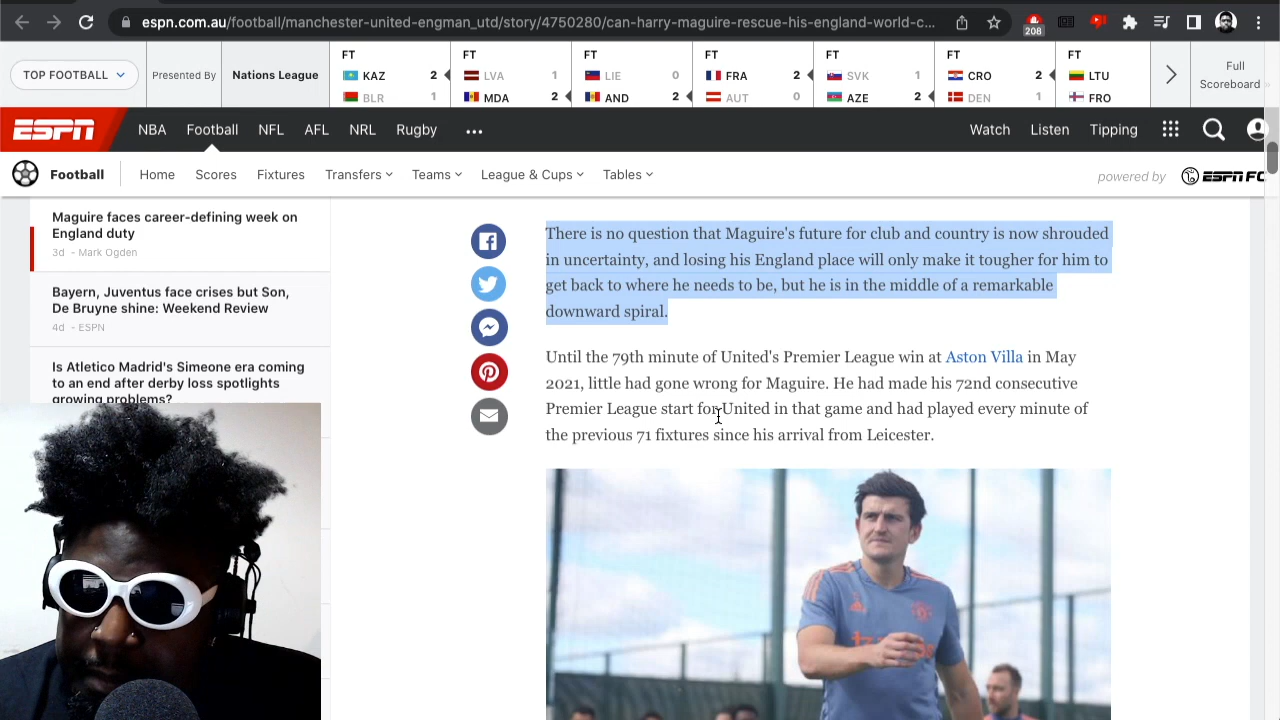 espn.com.au/football/manchester-united-engman_utd/story/4750280/can-harry-maguire-rescue-his-england-world-c...
208
TOP FOOTBALL
Presented By
Nations League
FT
KAZ 2
BLR 1
FT
LVA 1
MDA 2
FT
LIE 0
AND 2
FT
FRA 2
AUT 0
FT
SVK 1
AZE 2
FT
CRO 2
DEN 1
FT
LTU
FRO
Full
Scoreboard
ESPN
NBA Football NFL AFL NRL Rugby ...
Watch Listen Tipping
Football
Home Scores Fixtures Transfers Teams League & Cups Tables
powered by ESPN FC
Maguire faces career-defining week on
England duty
3d - Mark Ogden
Bayern, Juventus face crises but Son,
De Bruyne shine: Weekend Review
4d - ESPN
Is Atletico Madrid's Simeone era coming
to an end after derby loss spotlights
growing problems?
There is no question that Maguire's future for club and country is now shrouded
in uncertainty, and losing his England place will only make it tougher for him to
get back to where he needs to be, but he is in the middle of a remarkable
downward spiral.
Until the 79th minute of United's Premier League win at Aston Villa in May
2021, little had gone wrong for Maguire. He had made his 72nd consecutive
Premier League start for United in that game and had played every minute of
the previous 71 fixtures since his arrival from Leicester.